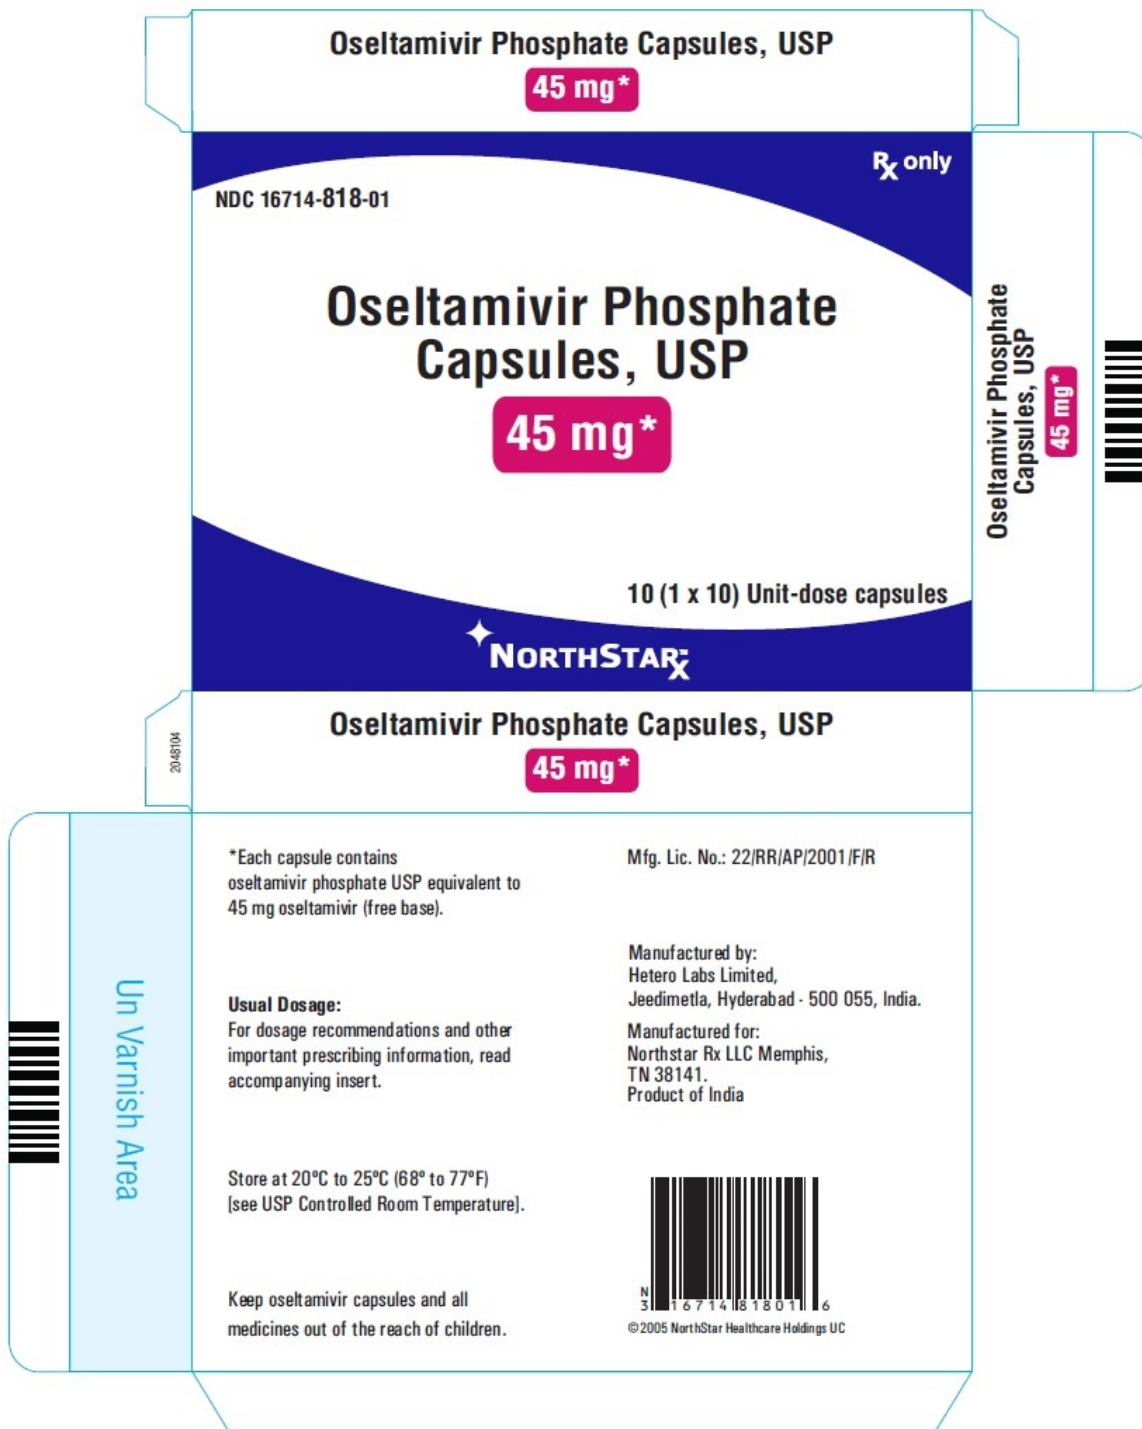 Oseltamivir Phosphate Capsules, USP
45 mg*
Rx only
NDC 16714-818-01
Oseltamivir Phosphate
Capsules, USP
45 mg*
10 (1 x 10) Unit-dose capsules
NORTHSTARx
Oseltamivir Phosphate
Capsules, USP
45 mg*
Oseltamivir Phosphate Capsules, USP
45 mg*
2048104
Un Varnish Area
*Each capsule contains
oseltamivir phosphate USP equivalent to
45 mg oseltamivir (free base).
Usual Dosage:
For dosage recommendations and other
important prescribing information, read
accompanying insert.
Store at 20ºC to 25ºC (68º to 77ºF)
[see USP Controlled Room Temperature].
Keep oseltamivir capsules and all
medicines out of the reach of children.
Mfg. Lic. No.: 22/RR/AP/2001/F/R
Manufactured by:
Hetero Labs Limited,
Jeedimetla, Hyderabad - 500 055, India.
Manufactured for:
Northstar Rx LLC Memphis,
TN 38141.
Product of India
N
3 16714 81801 6
©2005 NorthStar Healthcare Holdings UC